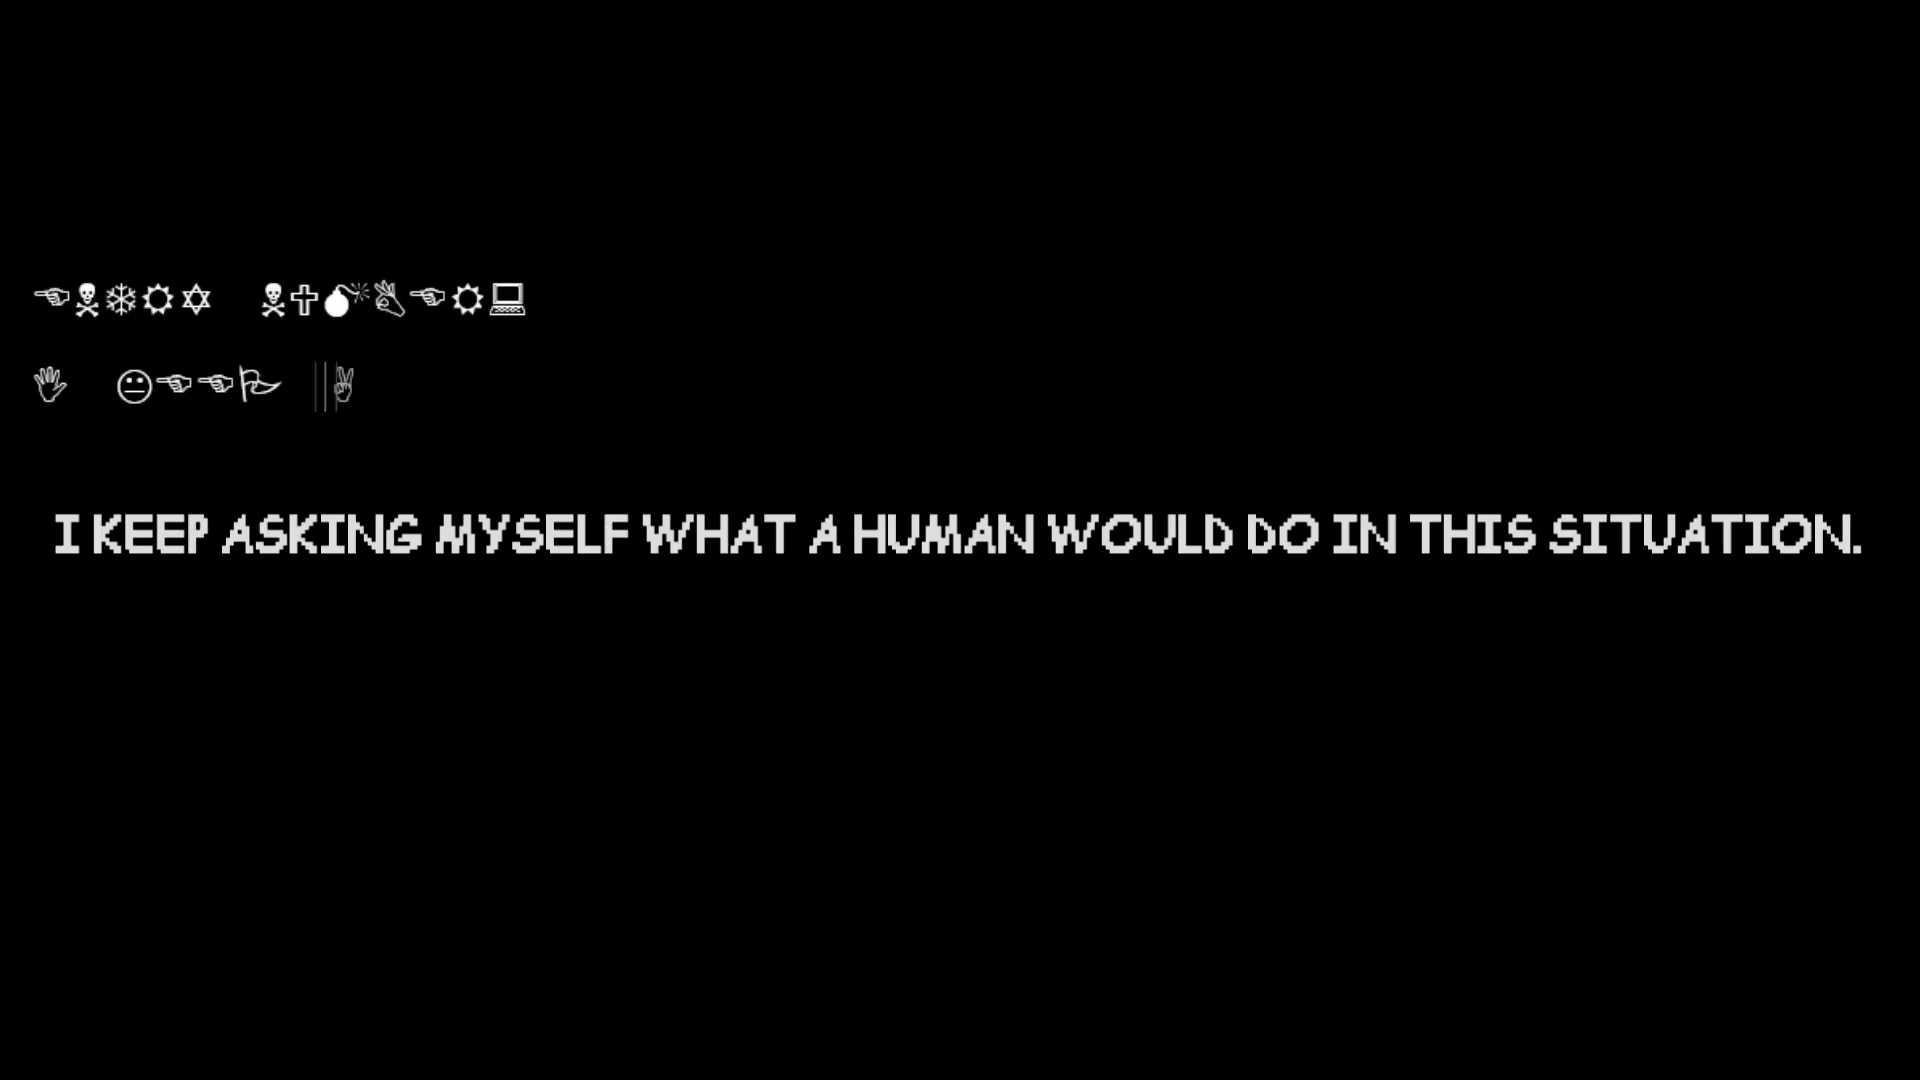 ☜☠❄☼✡ ☠🕆💣👌☜☼🖳
✋ 😐☜☜🏱 ✌
I KEEP ASKING MYSELF WHAT A HUMAN WOULD DO IN THIS SITUATION.